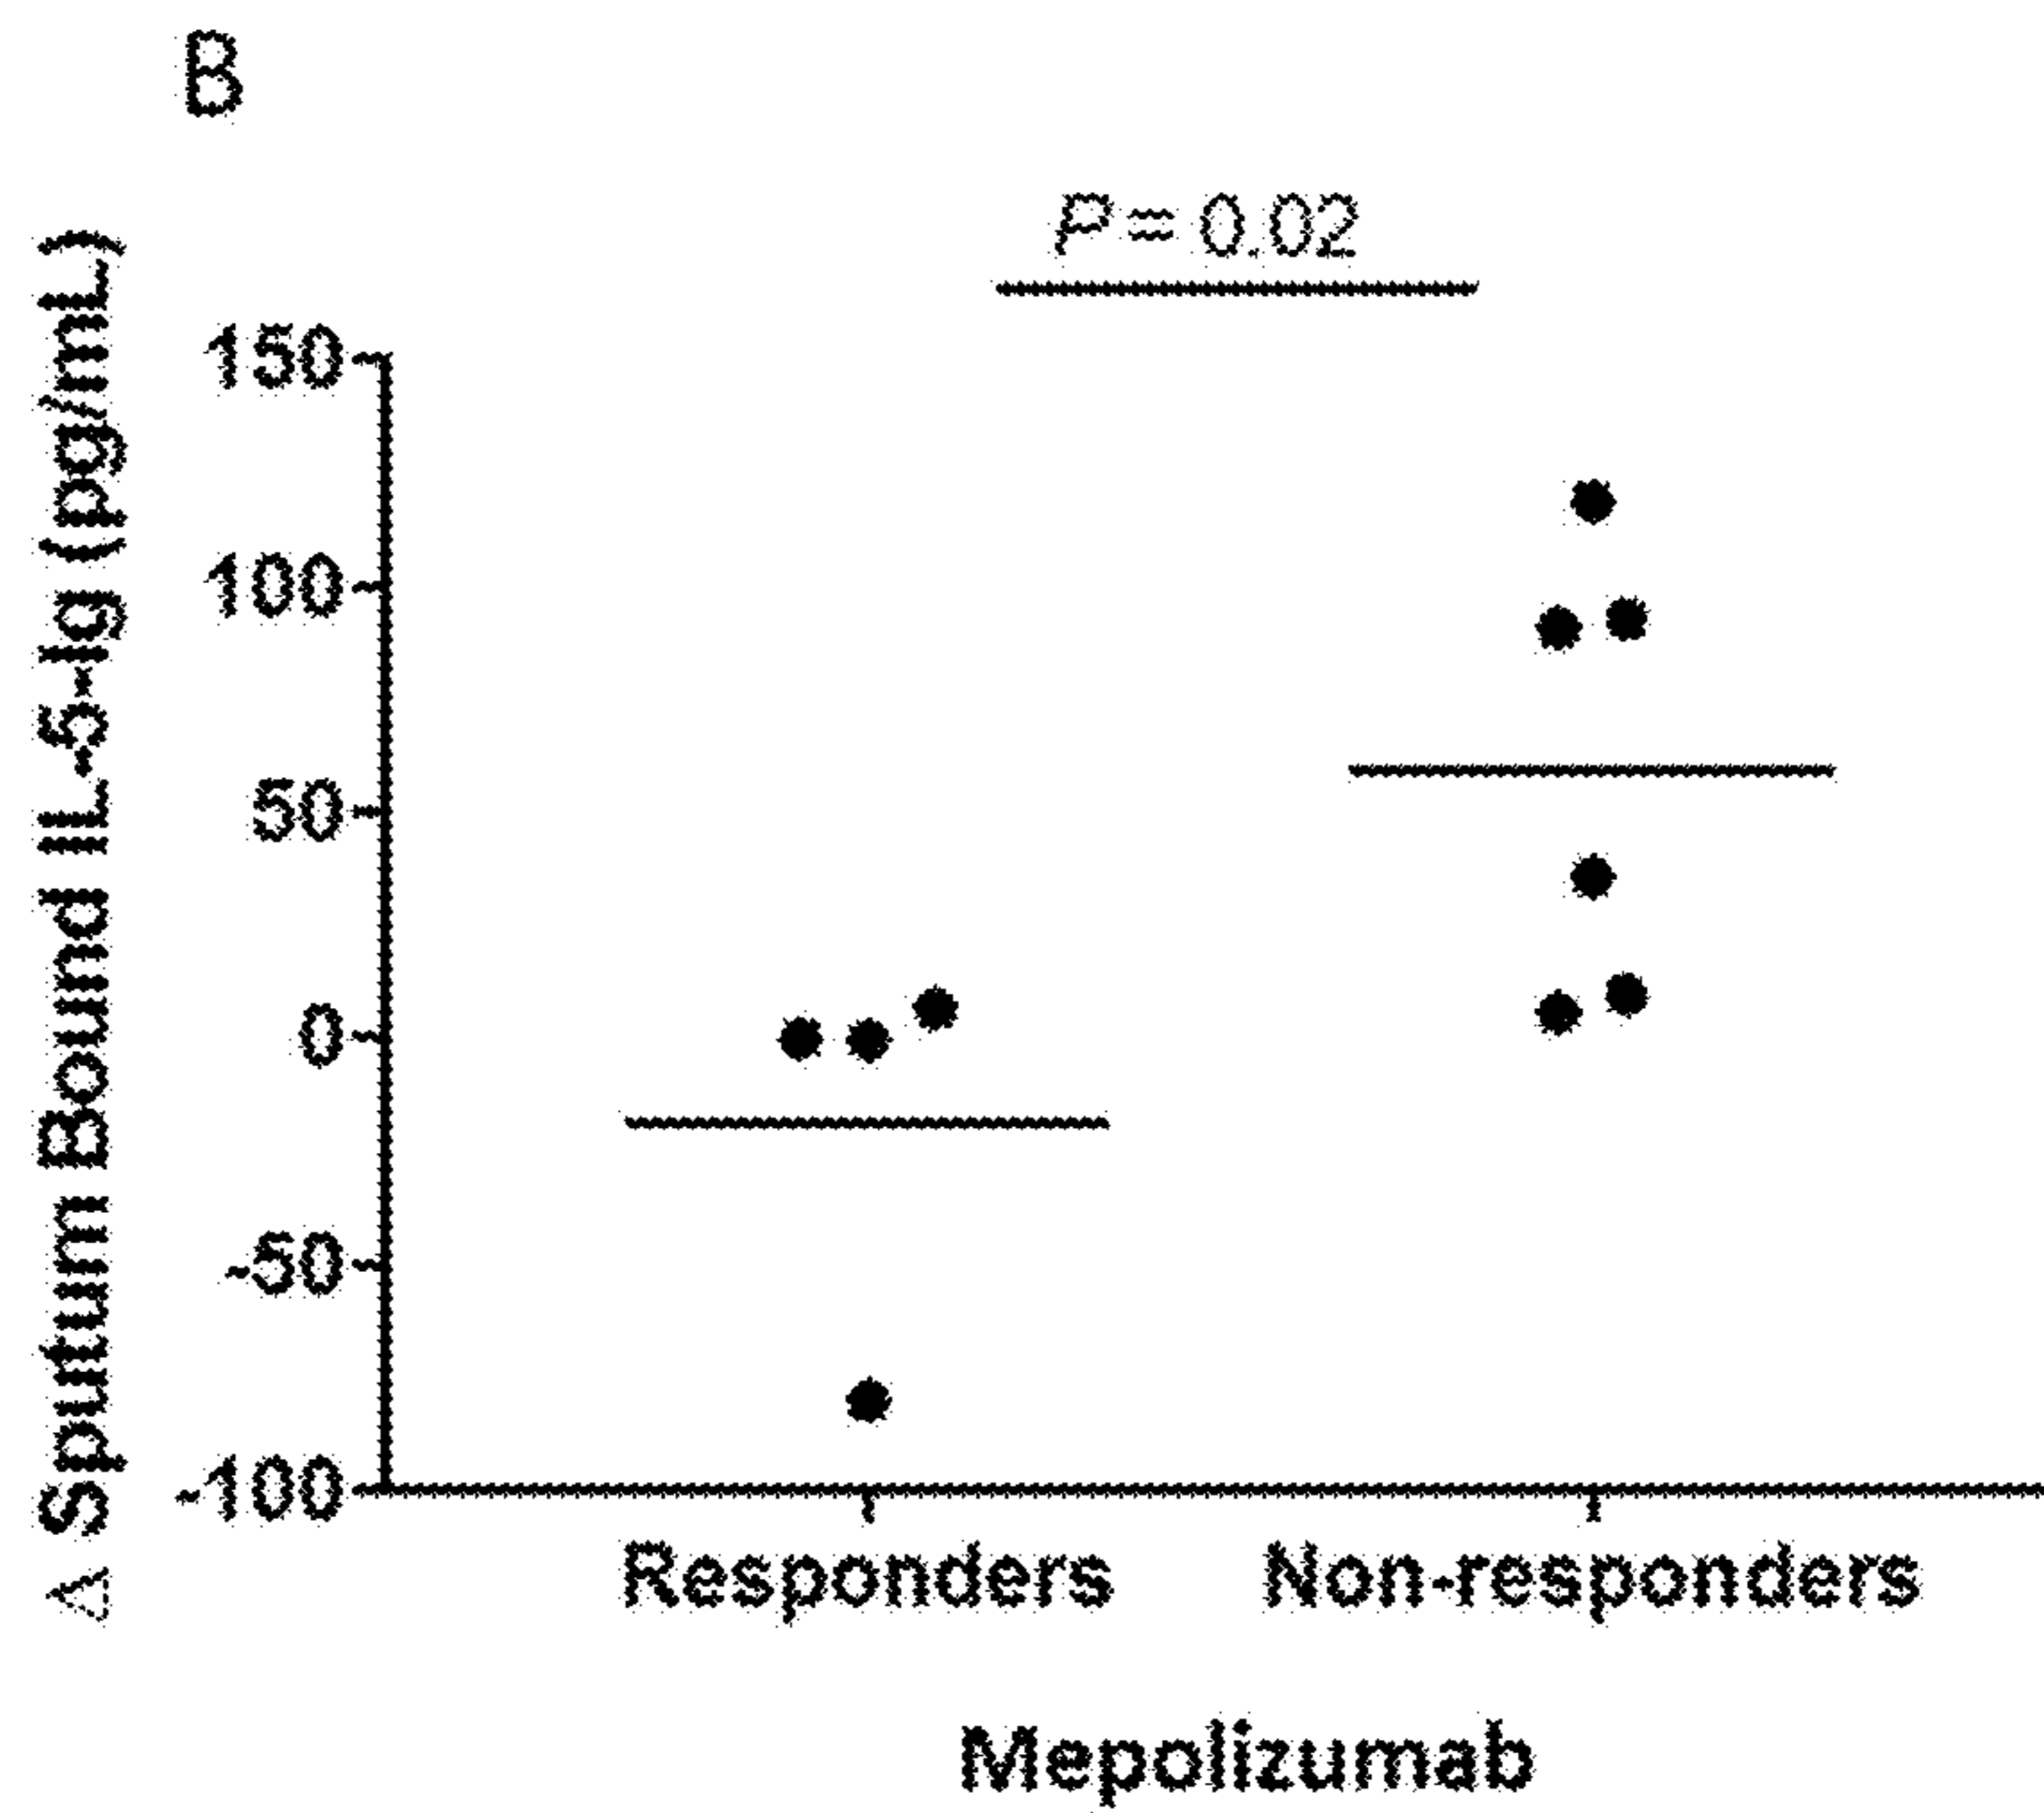 B
P = 0.02
Δ Sputum Bound IL-5-Ig (pg/mL)
150
100
50
0
-50
-100
Responders Non-responders
Mepolizumab